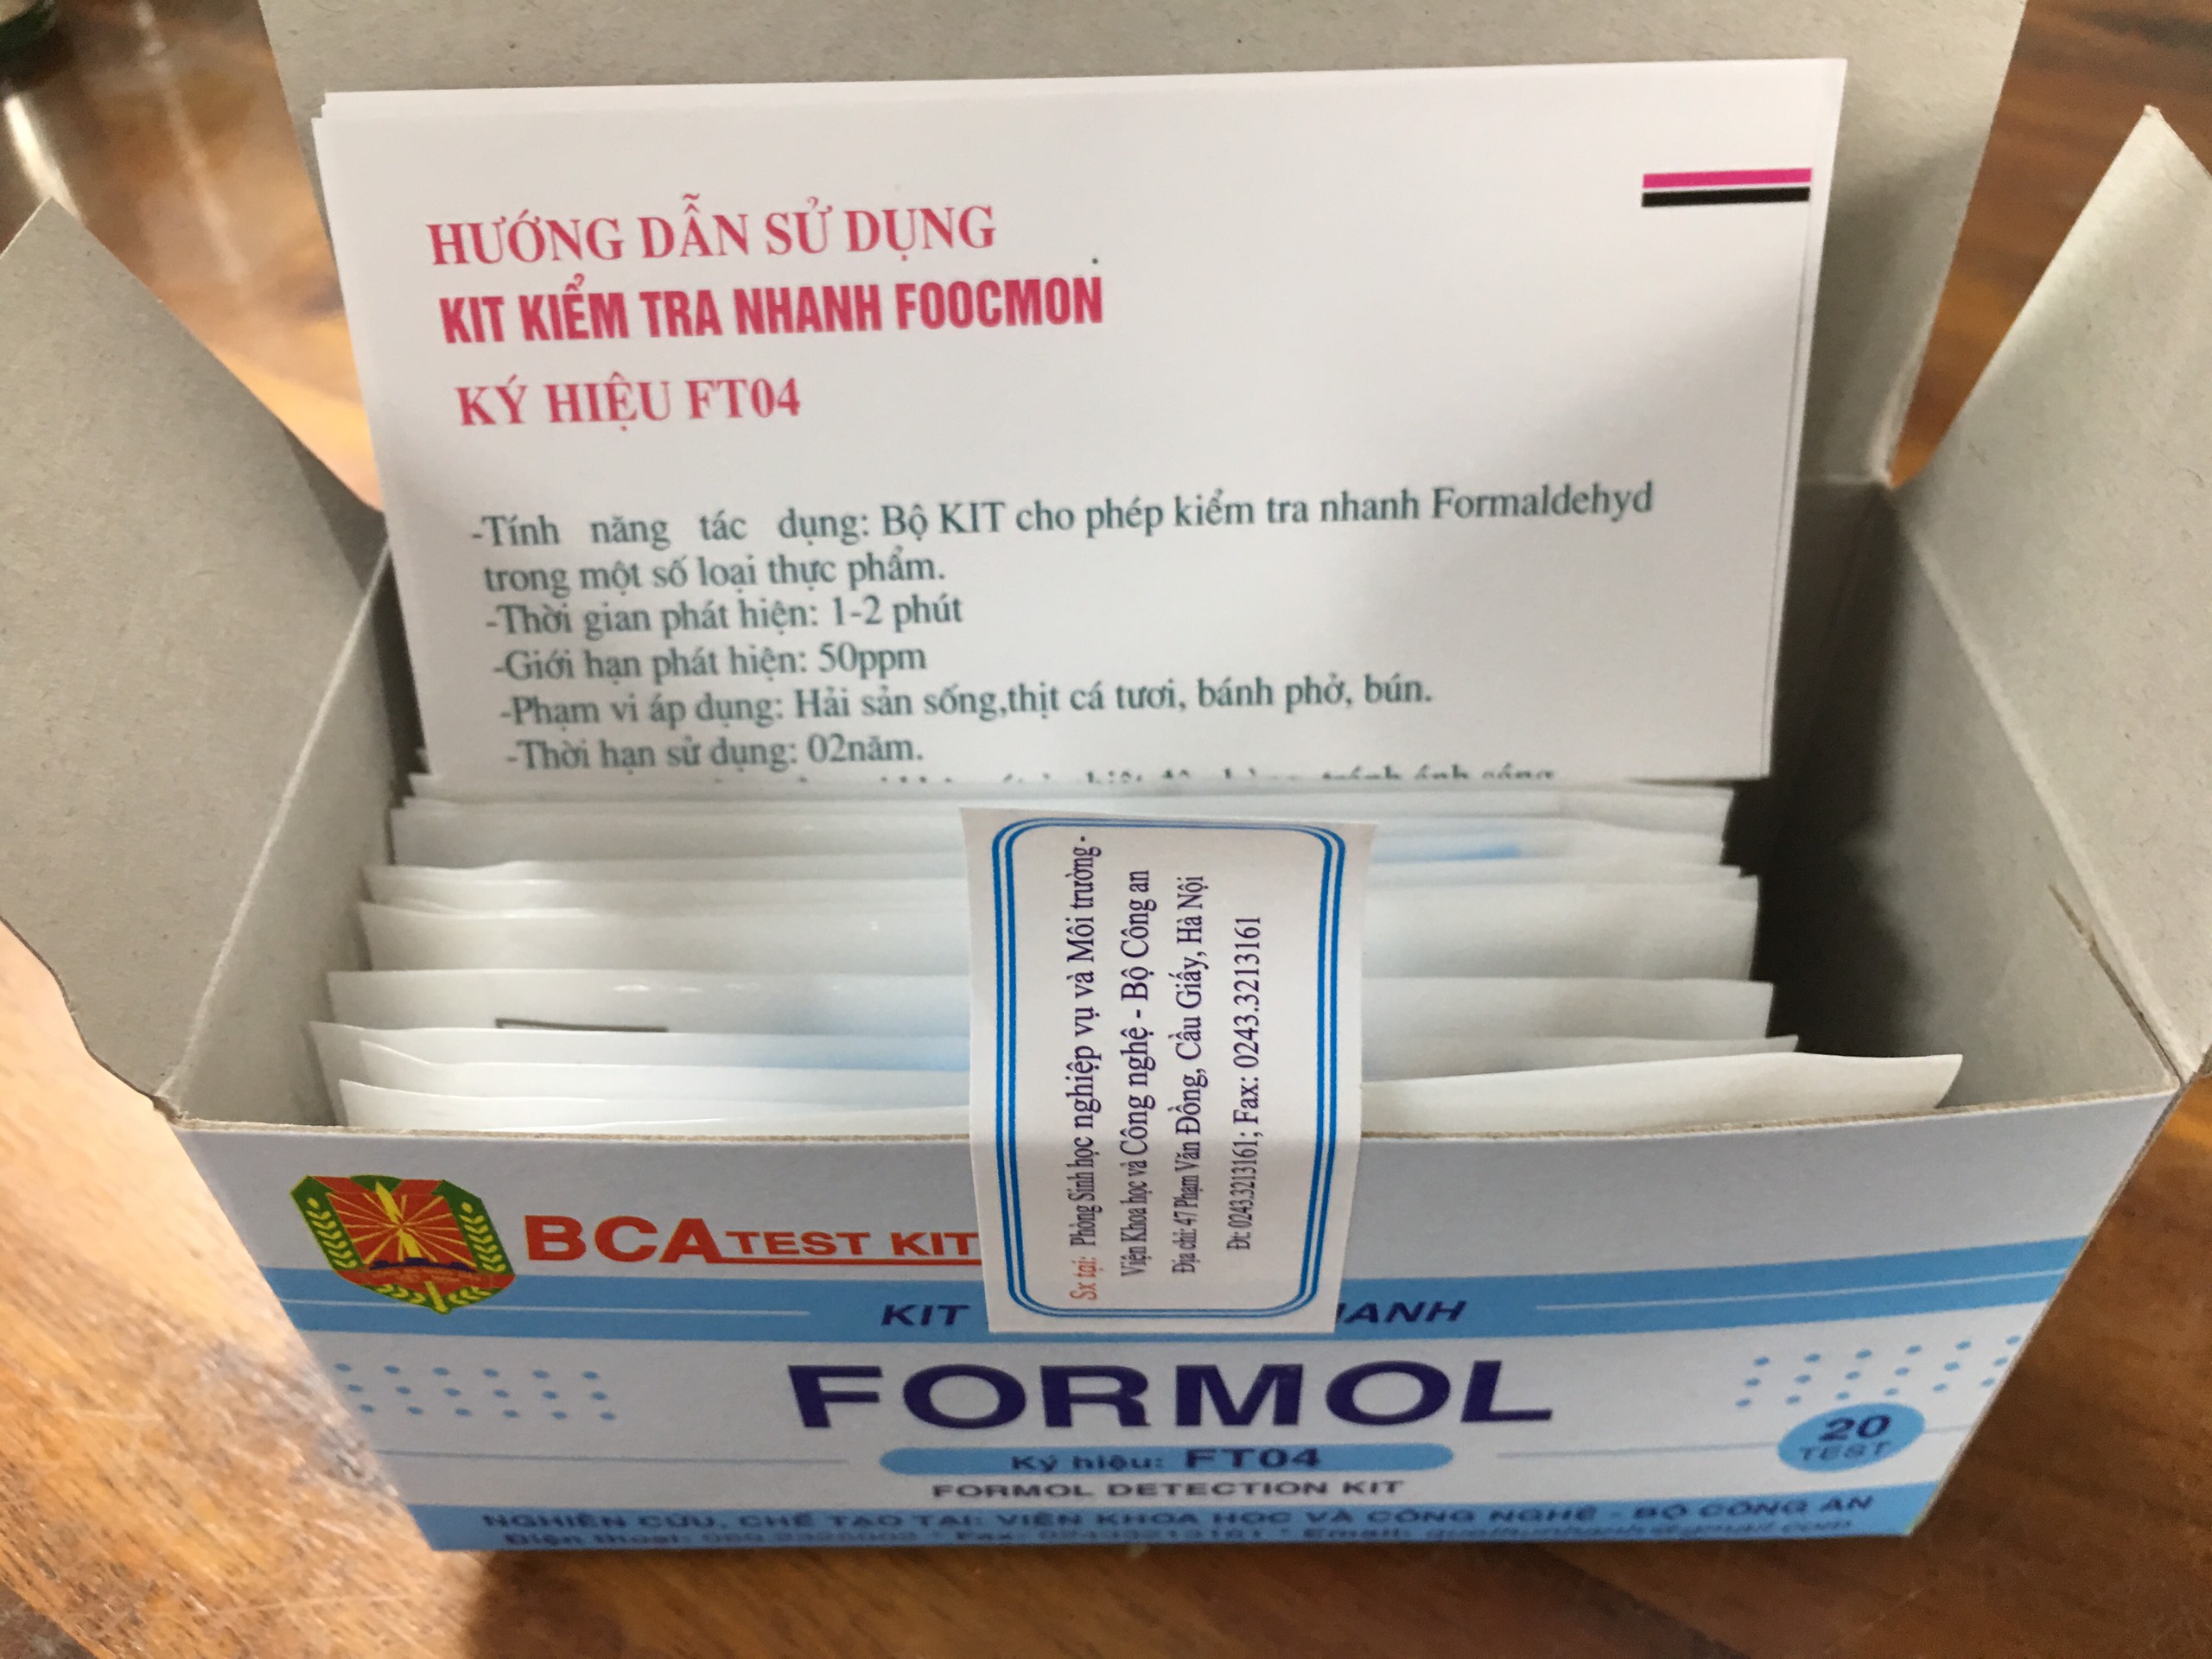 HƯỚNG DẪN SỬ DỤNG
KIT KIỂM TRA NHANH FOOCMON
KÝ HIỆU FT04
-Tính năng tác dụng: Bộ KIT cho phép kiểm tra nhanh Formaldehyd
trong một số loại thực phẩm.
-Thời gian phát hiện: 1-2 phút
-Giới hạn phát hiện: 50ppm
-Phạm vi áp dụng: Hải sản sống,thịt cá tươi, bánh phở, bún.
-Thời hạn sử dụng: 02năm.
Sx tại: Phòng Sinh học nghiệp vụ và Môi trường -
Viện Khoa học và Công nghệ - Bộ Công an
Địa chỉ: 47 Phạm Văn Đồng, Cầu Giấy, Hà Nội
Đt: 0243.3213161; Fax: 0243.3213161
BCA TEST KIT
KIT
FORMOL
Ký hiệu: FT04
20
TEST
FORMOL DETECTION KIT
NGHIÊN CỨU, CHẾ TẠO TẠI: VIỆN KHOA HỌC VÀ CÔNG NGHỆ - BỘ CÔNG AN
Điện thoại: Fax: 02433213161 * Email: